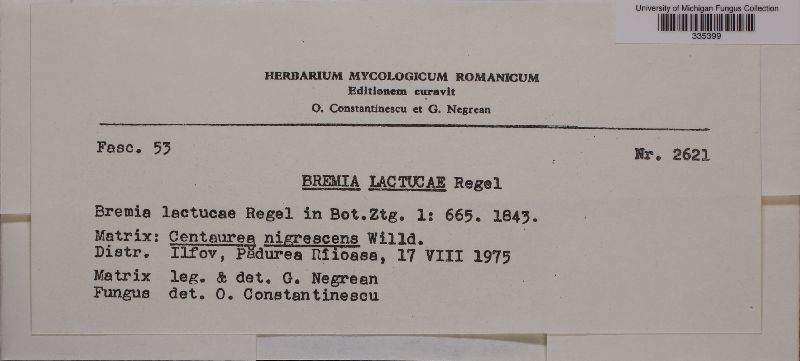 University of Michigan Fungus Collection
335399
HERBARIUM MYCOLOGICUM ROMANICUM
Editionem curavit
O. Constantinescu et G. Negrean
Fasc. 53
Nr. 2621
BREMIA LACTUCAE Regel
Bremia lactucae Regel in Bot.Ztg. 1: 665. 1843.
Matrix: Centaurea nigrescens Willd.
Distr. Ilfov, Pădurea Rîioasa, 17 VIII 1975
Matrix leg. & det. G. Negrean
Fungus det. O. Constantinescu